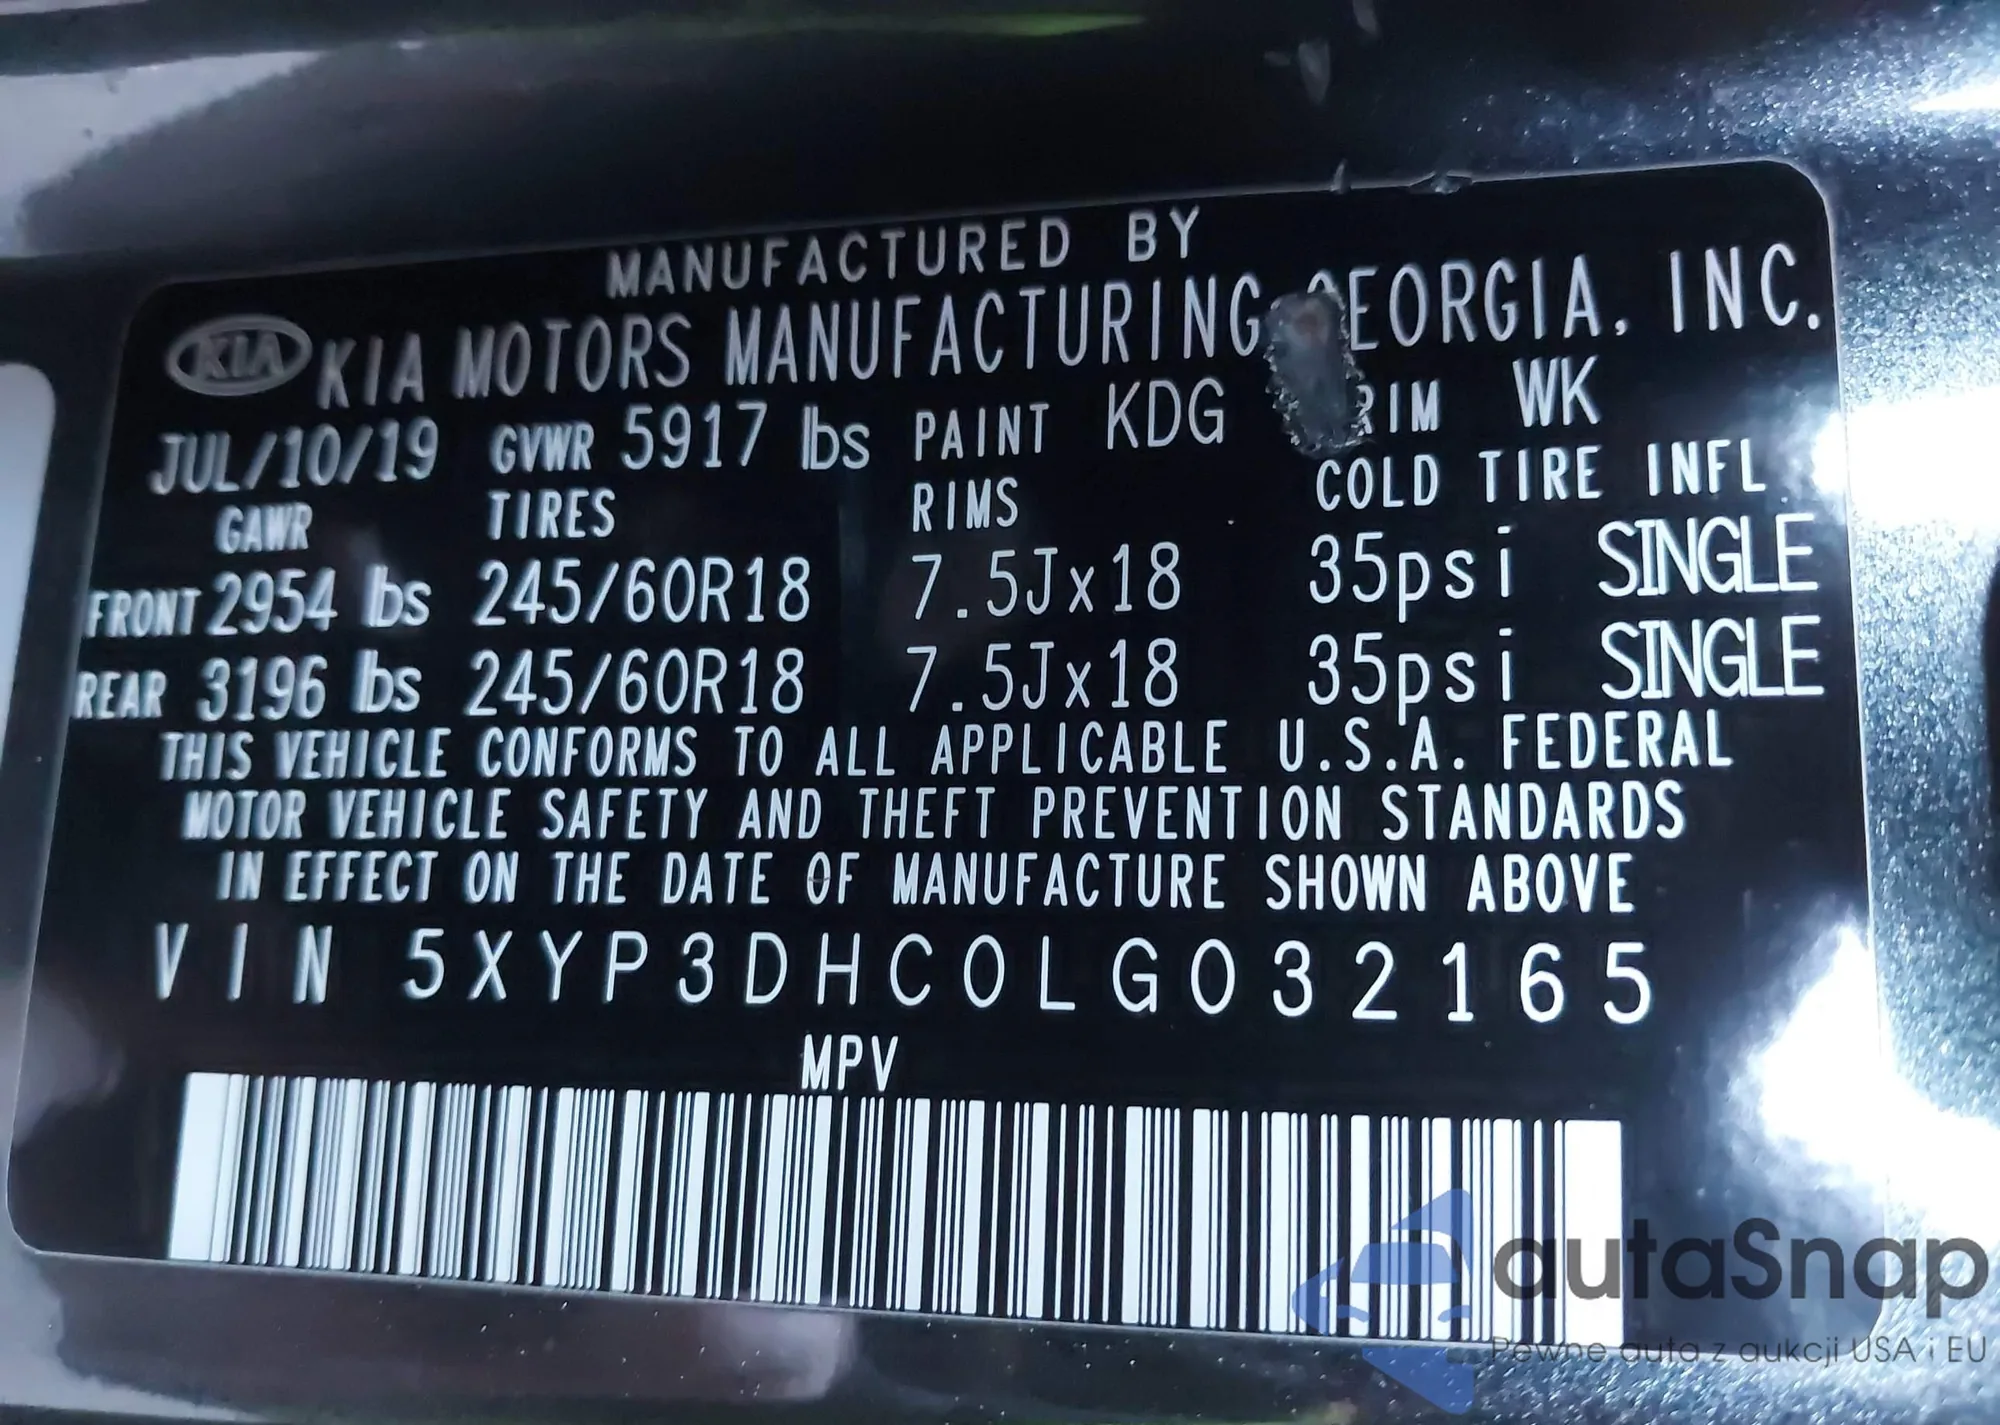 MANUFACTURED BY
KIA KIA MOTORS MANUFACTURING GEORGIA, INC.
JUL/10/19 GVWR 5917 lbs PAINT KDG TRIM WK
GAWR TIRES RIMS COLD TIRE INFL
FRONT 2954 lbs 245/60R18 7.5Jx18 35psi SINGLE
REAR 3196 lbs 245/60R18 7.5Jx18 35psi SINGLE
THIS VEHICLE CONFORMS TO ALL APPLICABLE U.S.A. FEDERAL
MOTOR VEHICLE SAFETY AND THEFT PREVENTION STANDARDS
IN EFFECT ON THE DATE OF MANUFACTURE SHOWN ABOVE
VIN 5XYP3DHC0LG032165
MPV
autaSnap
Pewne auta z aukcji USA i EU